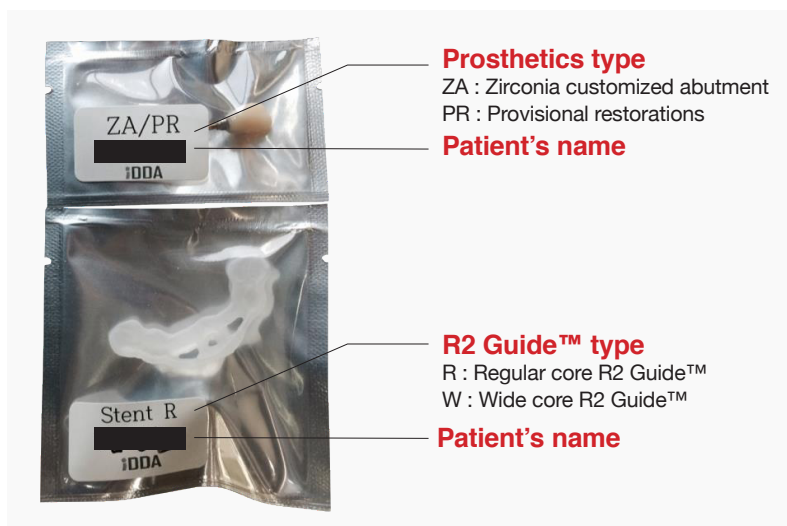 Prosthetics type
ZA : Zirconia customized abutment
PR : Provisional restorations
Patient's name
ZA/PR
iDDA
R2 Guide™ type
R : Regular core R2 Guide™
W : Wide core R2 Guide™
Patient's name
Stent R
iDDA